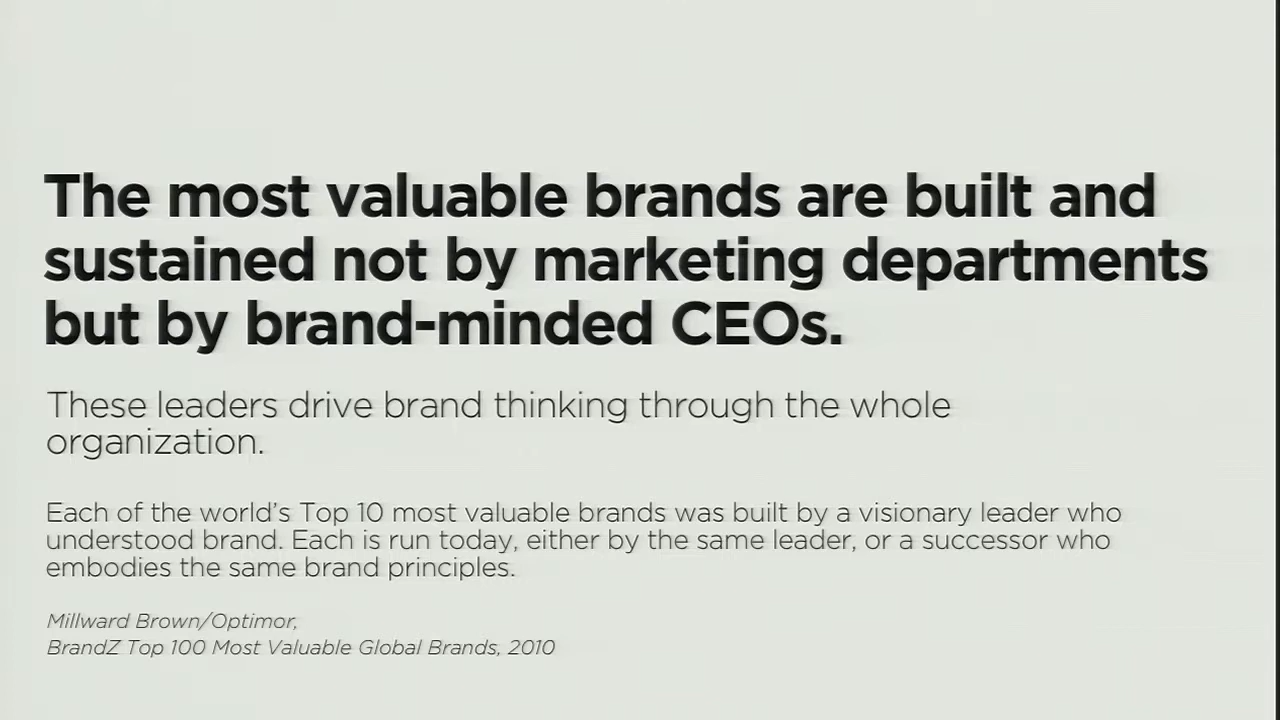 The most valuable brands are built and
sustained not by marketing departments
but by brand-minded CEOs.
These leaders drive brand thinking through the whole
organization.
Each of the world’s Top 10 most valuable brands was built by a visionary leader who
understood brand. Each is run today, either by the same leader, or a successor who
embodies the same brand principles.
Millward Brown/Optimor,
BrandZ Top 100 Most Valuable Global Brands, 2010